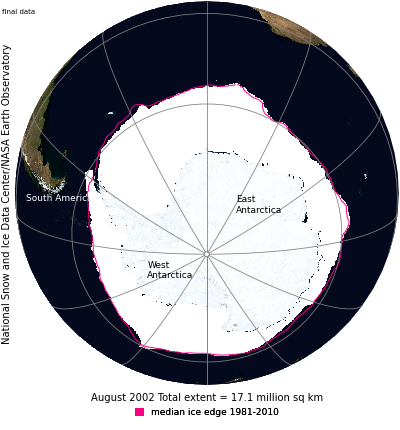 final data
National Snow and Ice Data Center/NASA Earth Observatory
South Americ
East
Antarctica
West
Antarctica
August 2002 Total extent = 17.1 million sq km
median ice edge 1981-2010